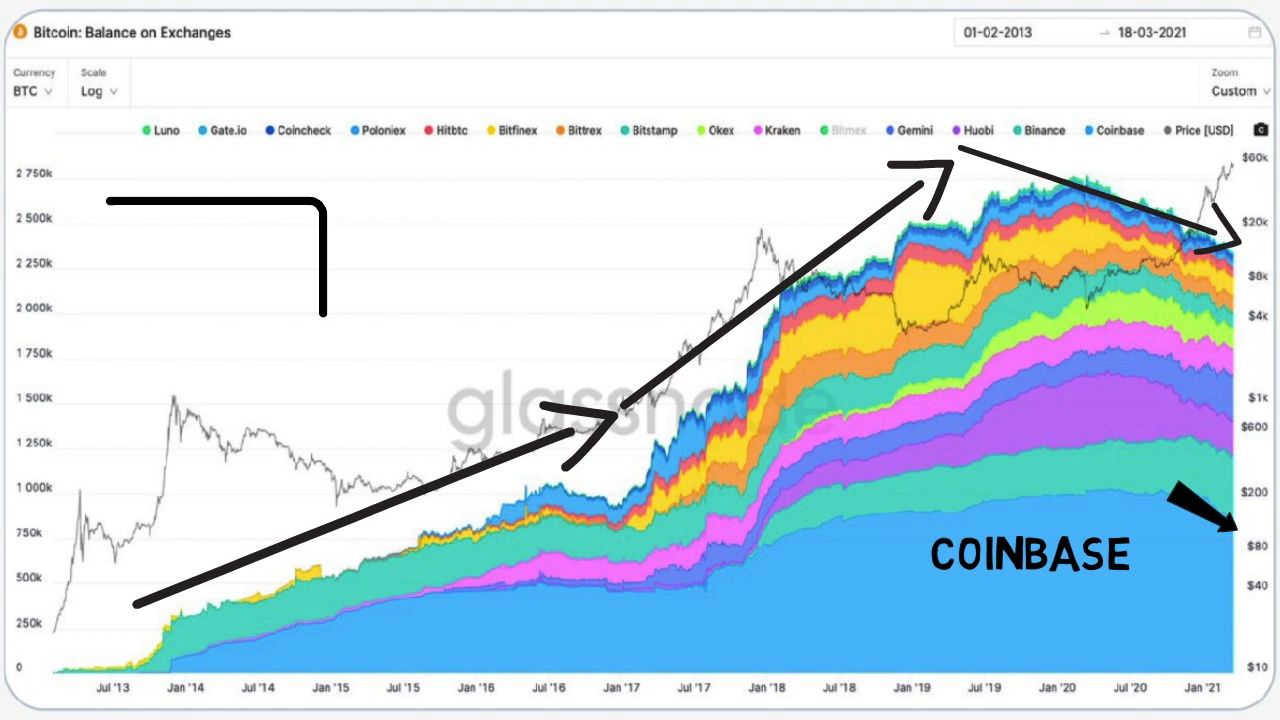 Bitcoin: Balance on Exchanges
01-02-2013 → 18-03-2021
Currency Scale Zoom
BTC Log Custom
Luno Gate.io Coincheck Poloniex Hitbtc Bitfinex Bittrex Bitstamp Okex Kraken Bitmex Gemini Huobi Binance Coinbase Price [USD]
$60k
2 750k
2 500k $20k
2 250k $8k
2 000k $4k
1 750k
glassnode
1 500k $1k
1 250k $600
1 000k $200
750k $80
COINBASE
500k $40
250k
0 $10
Jul '13 Jan '14 Jul '14 Jan '15 Jul '15 Jan '16 Jul '16 Jan '17 Jul '17 Jan '18 Jul '18 Jan '19 Jul '19 Jan '20 Jul '20 Jan '21